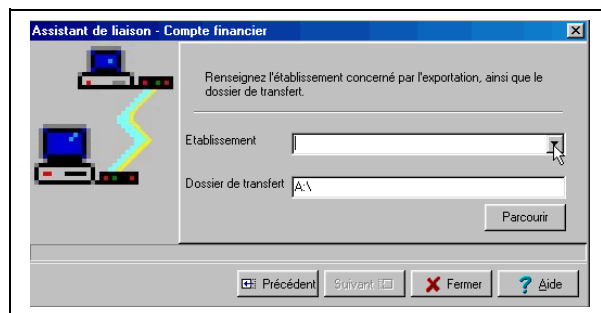 Assistant de liaison - Compte financier
Renseignez l'établissement concerné par l'exportation, ainsi que le
dossier de transfert.
Etablissement
Dossier de transfert A:\
Parcourir
Précédent Suivant Fermer Aide